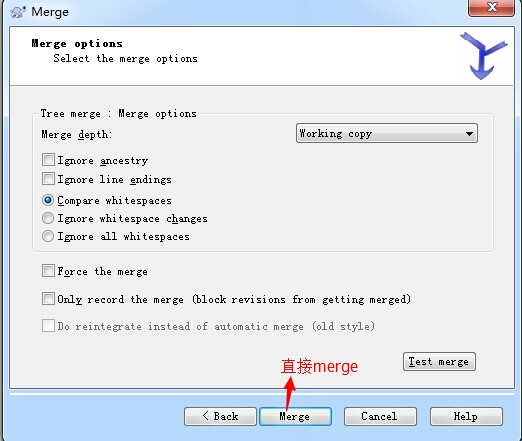 Merge
Merge options
Select the merge options
Tree merge : Merge options
Merge depth:
Working copy
Ignore ancestry
Ignore line endings
Compare whitespaces
Ignore whitespace changes
Ignore all whitespaces
Force the merge
Only record the merge (block revisions from getting merged)
Do reintegrate instead of automatic merge (old style)
Test merge
直接merge
< Back
Merge
Cancel
Help